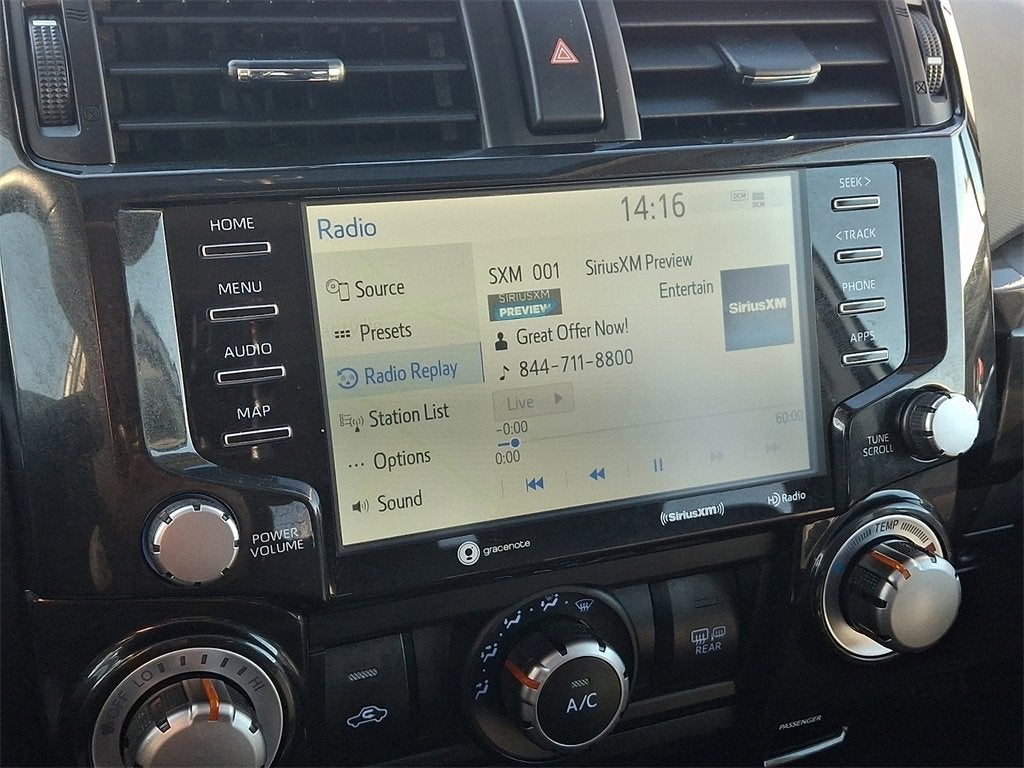 HOME
MENU
AUDIO
MAP
POWER
VOLUME
Radio
14:16
DCM
DCM
Source
Presets
Radio Replay
Station List
Options
Sound
SXM 001
SiriusXM Preview
SIRIUSXM
PREVIEW
Entertain
SiriusXM
Great Offer Now!
844-711-8800
Live
-0:00
0:00
60:00
gracenote
SiriusXM
HD Radio
SEEK >
< TRACK
PHONE
APPS
TUNE
SCROLL
TEMP
OFF LO HI
A/C
REAR
PASSENGER